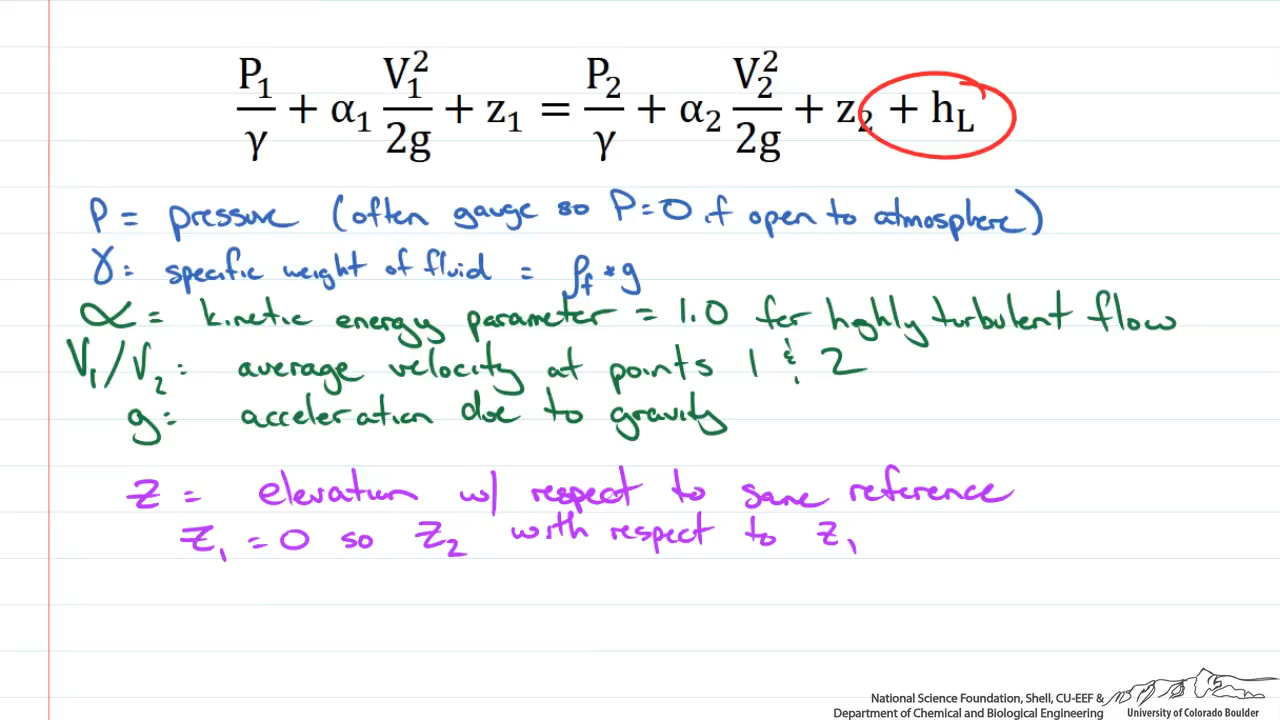 P₁/γ + α₁ V₁²/2g + z₁ = P₂/γ + α₂ V₂²/2g + z₂ + h_L
P = pressure (often gauge so P=0 if open to atmosphere)
γ = specific weight of fluid = ρ_f * g
α = kinetic energy parameter = 1.0 for highly turbulent flow
V₁/V₂ = average velocity at points 1 & 2
g = acceleration due to gravity
Z = elevation w/ respect to same reference
Z₁ = 0 so Z₂ with respect to Z₁
National Science Foundation, Shell, CU-EEF &
Department of Chemical and Biological Engineering
University of Colorado Boulder